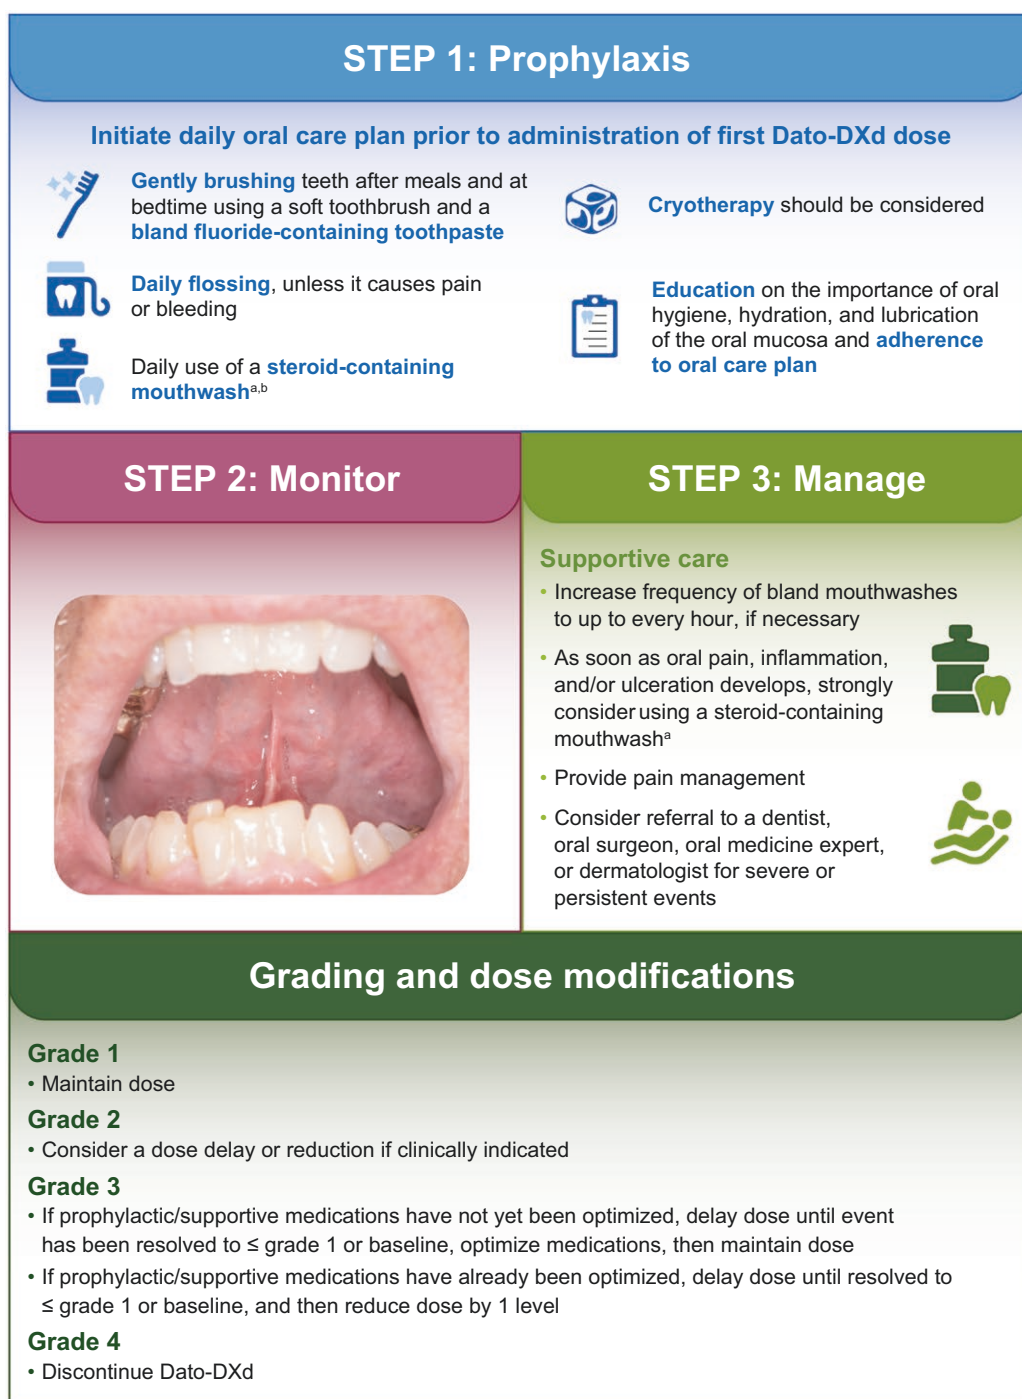 STEP 1: Prophylaxis
Initiate daily oral care plan prior to administration of first Dato-DXd dose
Gently brushing teeth after meals and at
bedtime using a soft toothbrush and a
bland fluoride-containing toothpaste
Daily flossing, unless it causes pain
or bleeding
Daily use of a steroid-containing
mouthwashᵃ,ᵇ
Cryotherapy should be considered
Education on the importance of oral
hygiene, hydration, and lubrication
of the oral mucosa and adherence
to oral care plan
STEP 2: Monitor
STEP 3: Manage
Supportive care
• Increase frequency of bland mouthwashes
to up to every hour, if necessary
• As soon as oral pain, inflammation,
and/or ulceration develops, strongly
consider using a steroid-containing
mouthwashᵃ
• Provide pain management
• Consider referral to a dentist,
oral surgeon, oral medicine expert,
or dermatologist for severe or
persistent events
Grading and dose modifications
Grade 1
• Maintain dose
Grade 2
• Consider a dose delay or reduction if clinically indicated
Grade 3
• If prophylactic/supportive medications have not yet been optimized, delay dose until event
has been resolved to ≤ grade 1 or baseline, optimize medications, then maintain dose
• If prophylactic/supportive medications have already been optimized, delay dose until resolved to
≤ grade 1 or baseline, and then reduce dose by 1 level
Grade 4
• Discontinue Dato-DXd